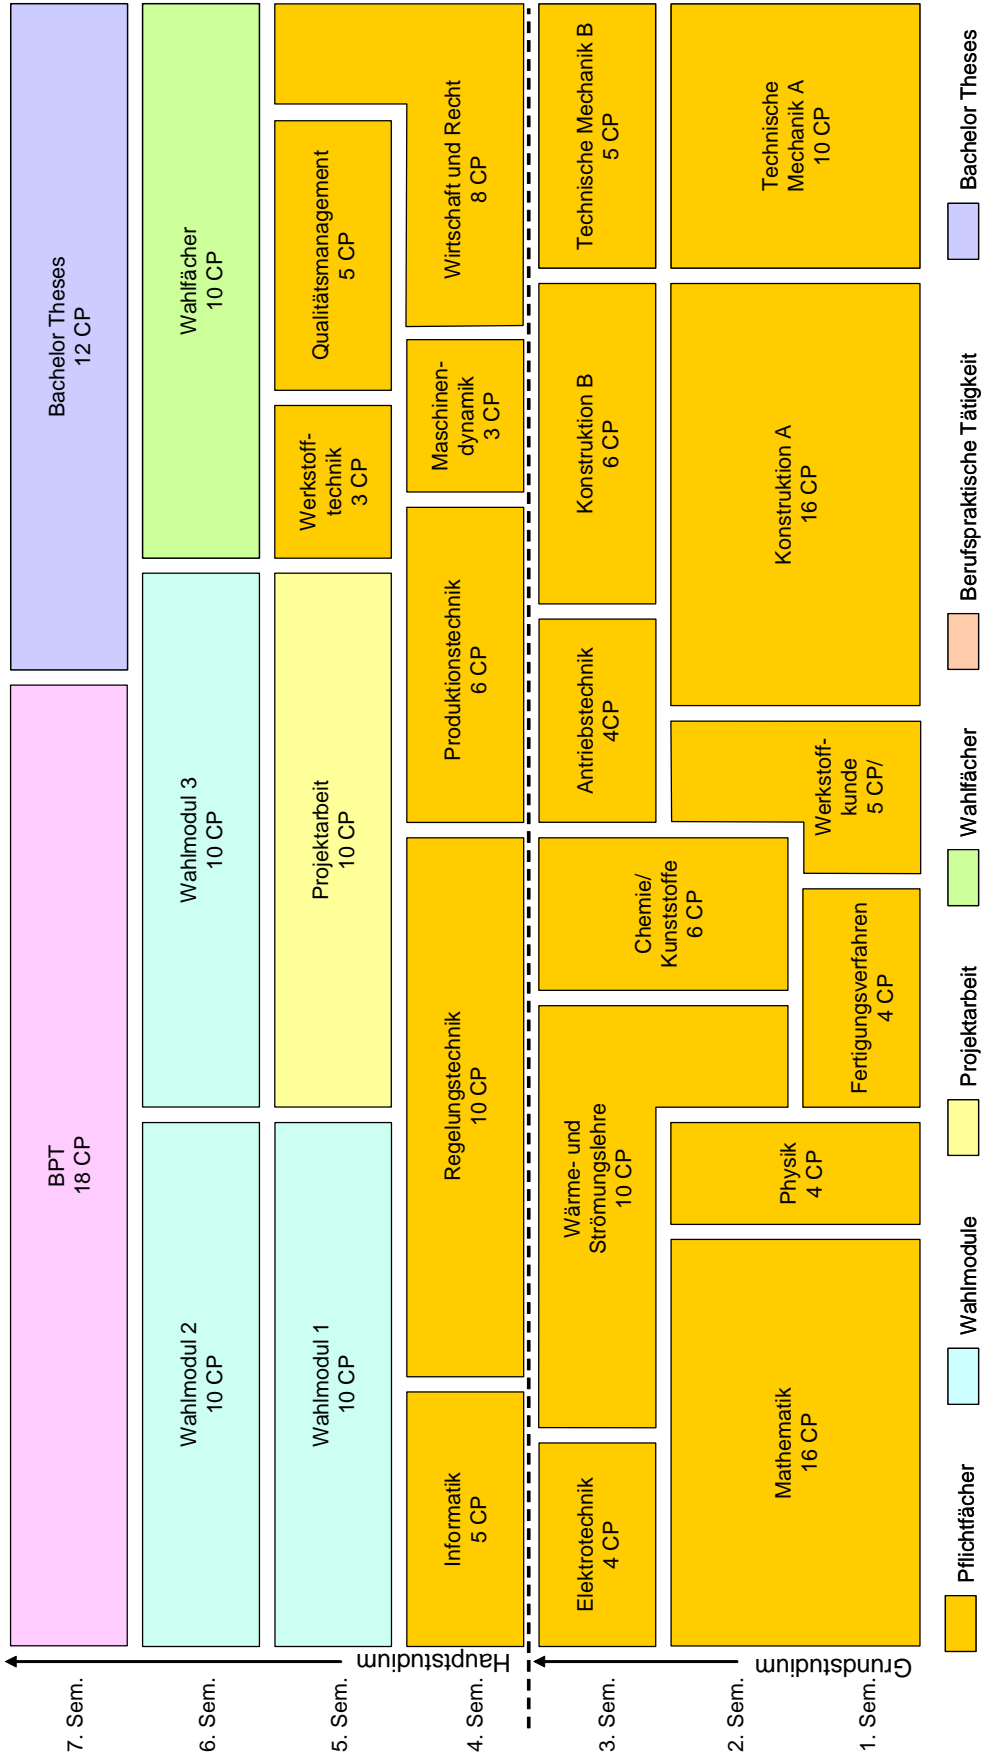 7. Sem.
BPT
18 CP
Bachelor Theses
12 CP
6. Sem.
Wahlmodul 2
10 CP
Wahlmodul 3
10 CP
Wahlfächer
10 CP
5. Sem.
Wahlmodul 1
10 CP
Projektarbeit
10 CP
Werkstoff-
technik
3 CP
Qualitätsmanagement
5 CP
4. Sem.
Hauptstudium
Informatik
5 CP
Regelungstechnik
10 CP
Produktionstechnik
6 CP
Maschinen-
dynamik
3 CP
Wirtschaft und Recht
8 CP
3. Sem.
Elektrotechnik
4 CP
Wärme- und
Strömungslehre
10 CP
Chemie/
Kunststoffe
6 CP
Antriebstechnik
4CP
Konstruktion B
6 CP
Technische Mechanik B
5 CP
2. Sem.
1. Sem.
Grundstudium
Mathematik
16 CP
Physik
4 CP
Fertigungsverfahren
4 CP
Werkstoff-
kunde
5 CP/
Konstruktion A
16 CP
Technische
Mechanik A
10 CP
Pflichtfächer
Wahlmodule
Projektarbeit
Wahlfächer
Berufspraktische Tätigkeit
Bachelor Theses